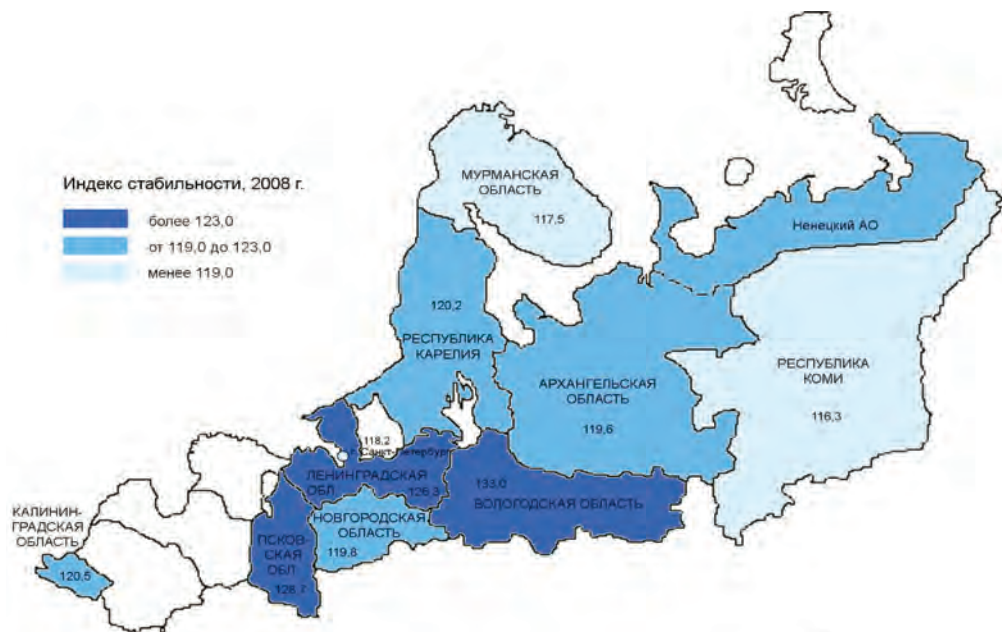 Индекс стабильности, 2008 г.
более 123,0
от 119,0 до 123,0
менее 119,0
МУРМАНСКАЯ
ОБЛАСТЬ
117,5
Ненецкий АО
120,2
РЕСПУБЛИКА
КАРЕЛИЯ
АРХАНГЕЛЬСКАЯ
ОБЛАСТЬ
119,6
РЕСПУБЛИКА
КОМИ
116,3
118,2
г. Санкт-Петербург
ЛЕНИНГРАДСКАЯ
ОБЛ
126,3
133,0
ВОЛОГОДСКАЯ ОБЛАСТЬ
НОВГОРОДСКАЯ
ОБЛАСТЬ
119,8
ПСКОВ-
СКАЯ
ОБЛ
128,7
КАЛИНИН-
ГРАДСКАЯ
ОБЛАСТЬ
120,5